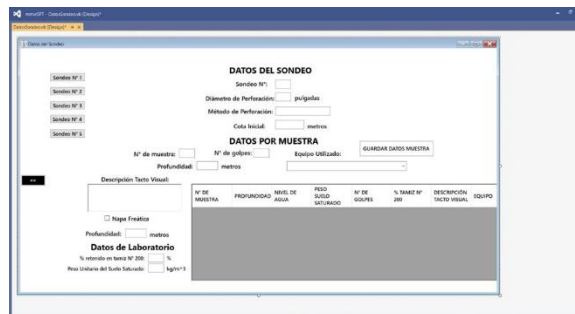 Datos del Sondeo
DATOS DEL SONDEO
Sondeo N° 1
Sondeo N° 2
Sondeo N° 3
Sondeo N° 4
Sondeo N° 5
Sondeo N°:
Diámetro de Perforación: pulgadas
Método de Perforación:
Cota Inicial: metros
DATOS POR MUESTRA
N° de muestra: N° de golpes: Equipo Utilizado: GUARDAR DATOS MUESTRA
Profundidad: metros
Descripción Tacto Visual:
N° DE MUESTRA PROFUNDIDAD NIVEL DE AGUA PESO SUELO SATURADO N° DE GOLPES % TAMIZ N° 200 DESCRIPCIÓN TACTO VISUAL EQUIPO
Napa Freática
Profundidad: metros
Datos de Laboratorio
% retenido en tamiz N° 200: %
Peso Unitario del Suelo Saturado: kg/m^3